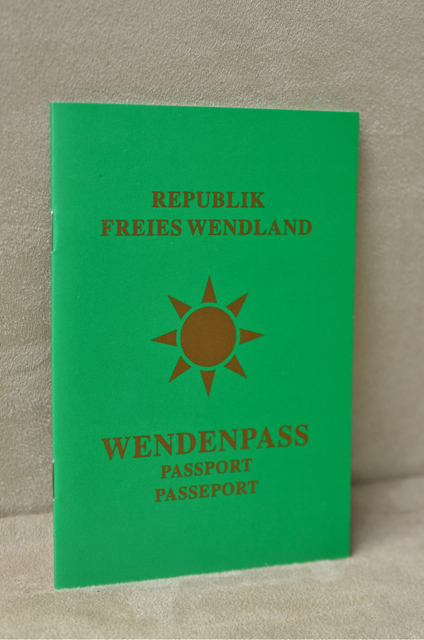 REPUBLIK
FREIES WENDLAND
WENDENPASS
PASSPORT
PASSEPORT